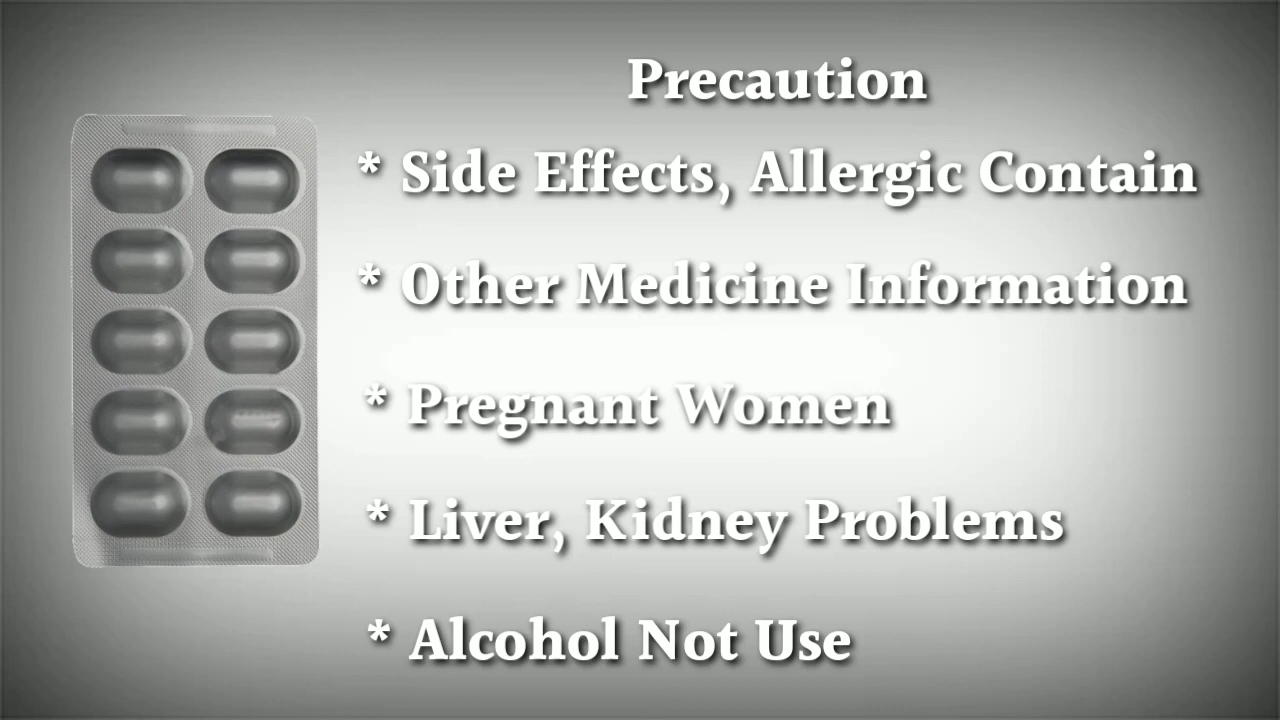 Precaution
* Side Effects, Allergic Contain
* Other Medicine Information
* Pregnant Women
* Liver, Kidney Problems
* Alcohol Not Use